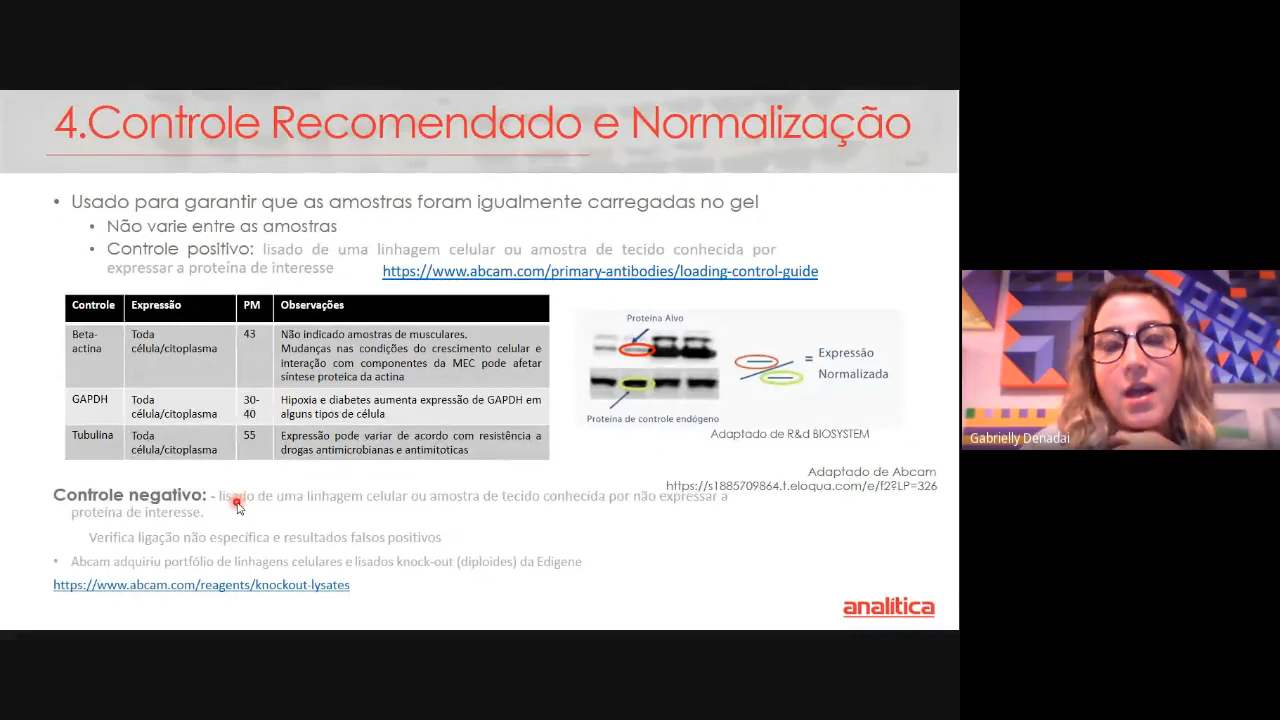 4.Controle Recomendado e Normalização
• Usado para garantir que as amostras foram igualmente carregadas no gel
• Não varie entre as amostras
• Controle positivo: lisado de uma linhagem celular ou amostra de tecido conhecida por
expressar a proteína de interesse
https://www.abcam.com/primary-antibodies/loading-control-guide
Controle Expressão PM Observações
Beta-
actina
Toda
célula/citoplasma
43
Não indicado amostras de musculares.
Mudanças nas condições do crescimento celular e
interação com componentes da MEC pode afetar
síntese proteica da actina
GAPDH
Toda
célula/citoplasma
30-
40
Hipoxia e diabetes aumenta expressão de GAPDH em
alguns tipos de célula
Tubulina
Toda
célula/citoplasma
55
Expressão pode variar de acordo com resistência a
drogas antimicrobianas e antimitoticas
Proteína Alvo
= Expressão
Normalizada
Proteína de controle endógeno
Adaptado de R&d BIOSYSTEM
Adaptado de Abcam
https://s1885709864.t.eloqua.com/e/f2?LP=326
Controle negativo: - lisado de uma linhagem celular ou amostra de tecido conhecida por não expressar a
proteína de interesse.
Verifica ligação não específica e resultados falsos positivos
• Abcam adquiriu portfólio de linhagens celulares e lisados knock-out (diploides) da Edigene
https://www.abcam.com/reagents/knockout-lysates
analítica
Gabrielly Denadai